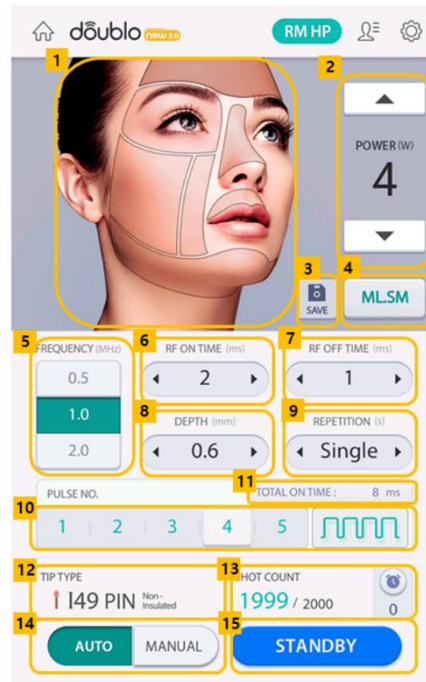 doublo new 2.0
RM HP
1
2
POWER (W)
4
3
SAVE
4
ML.SM
5
FREQUENCY (MHz)
0.5
1.0
2.0
6
RF ON TIME (ms)
2
7
RF OFF TIME (ms)
1
8
DEPTH (mm)
0.6
9
REPETITION (s)
Single
PULSE NO.
11
TOTAL ON TIME : 8 ms
10
1 2 3 4 5
12
TIP TYPE
I49 PIN Non-Insulated
13
HOT COUNT
1999 / 2000
0
14
AUTO MANUAL
15
STANDBY